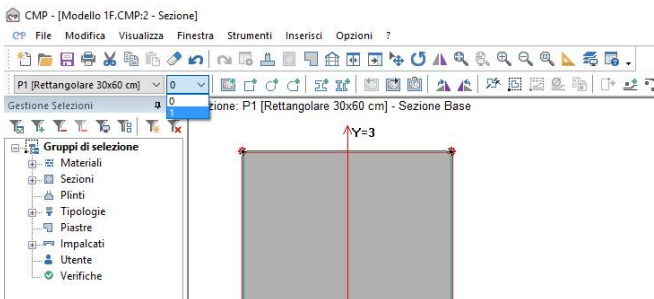 CMP - [Modello 1F.CMP:2 - Sezione]
File Modifica Visualizza Finestra Strumenti Inserisci Opzioni ?
P1 [Rettangolare 30x60 cm] 0
0
1
Gestione Selezioni
zione: P1 [Rettangolare 30x60 cm] - Sezione Base
Y=3
Gruppi di selezione
Materiali
Sezioni
Plinti
Tipologie
Piastre
Impalcati
Utente
Verifiche